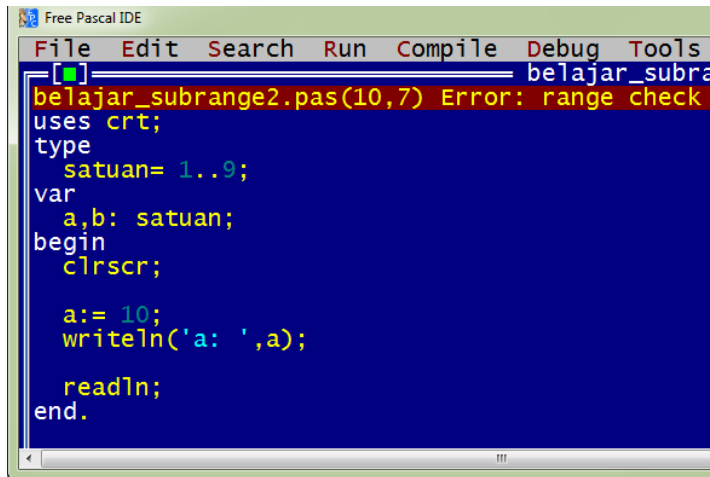 Free Pascal IDE
File Edit Search Run Compile Debug Tools
[■] belajar_subra
belajar_subrange2.pas(10,7) Error: range check
uses crt;
type
  satuan= 1..9;
var
  a,b: satuan;
begin
  clrscr;
  a:= 10;
  writeln('a: ',a);
  readln;
end.